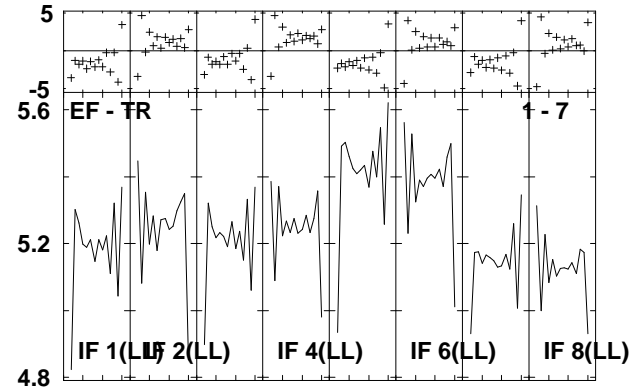 5
-5
EF - TR 1 - 7
5.6
5.2
IF 1(LL) IF 2(LL) IF 4(LL) IF 6(LL) IF 8(LL)
4.8